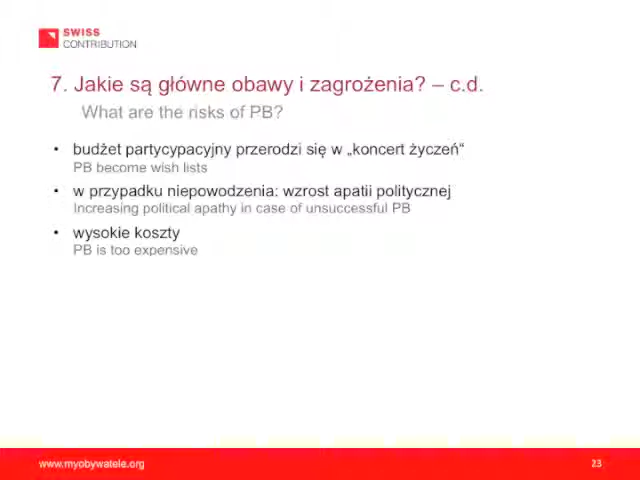 SWISS
CONTRIBUTION
7. Jakie są główne obawy i zagrożenia? – c.d.
What are the risks of PB?
• budżet partycypacyjny przerodzi się w „koncert życzeń“
PB become wish lists
• w przypadku niepowodzenia: wzrost apatii politycznej
Increasing political apathy in case of unsuccessful PB
• wysokie koszty
PB is too expensive
www.myobywatele.org
23